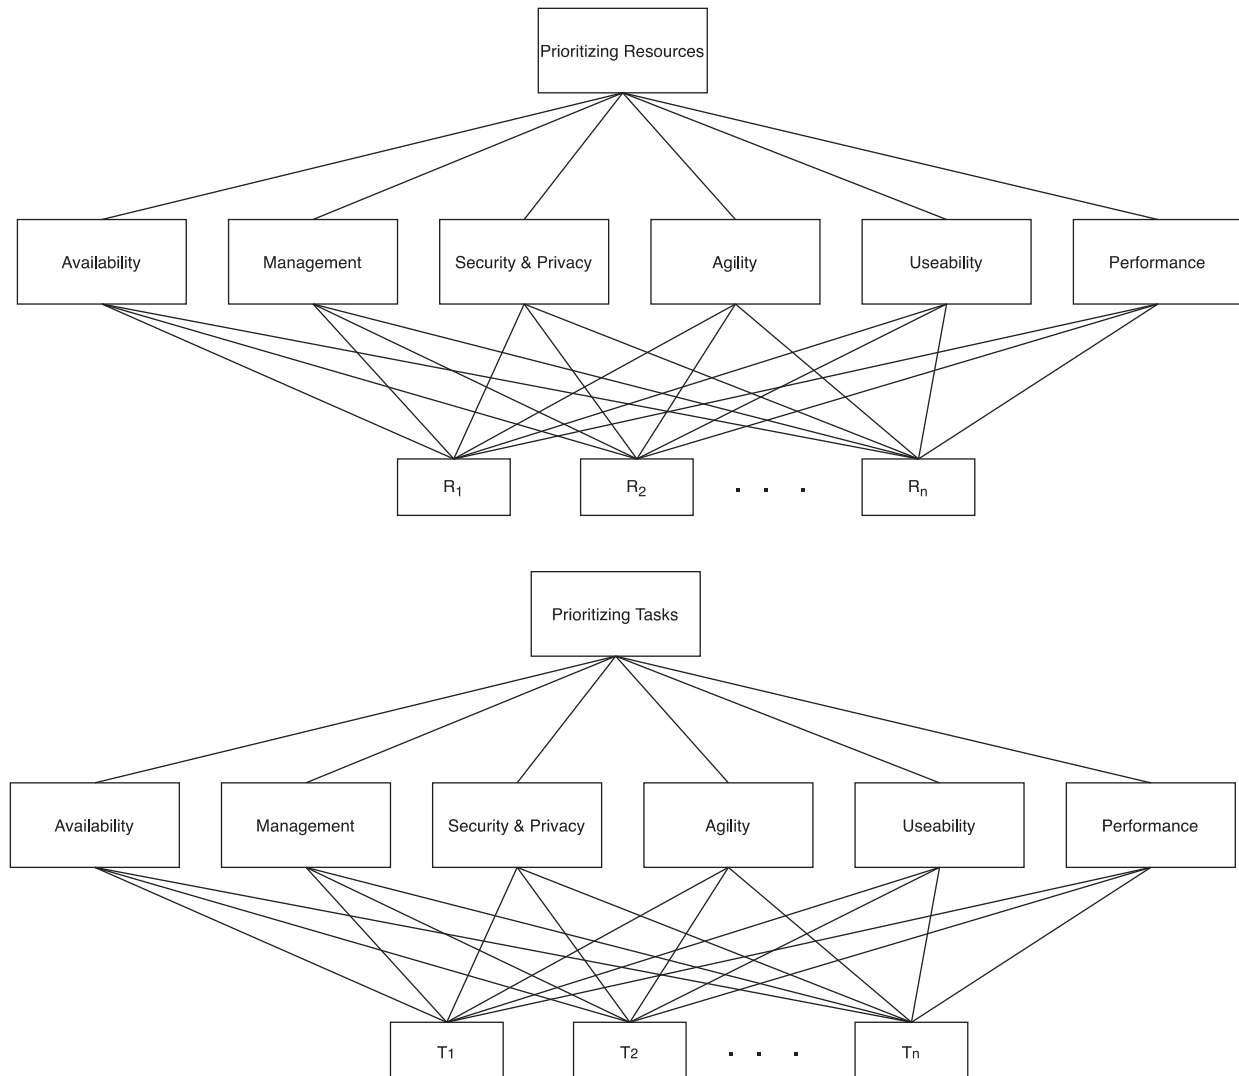 Prioritizing Resources
Availability
Management
Security & Privacy
Agility
Useability
Performance
R1
R2
. . .
Rn
Prioritizing Tasks
Availability
Management
Security & Privacy
Agility
Useability
Performance
T1
T2
. . .
Tn